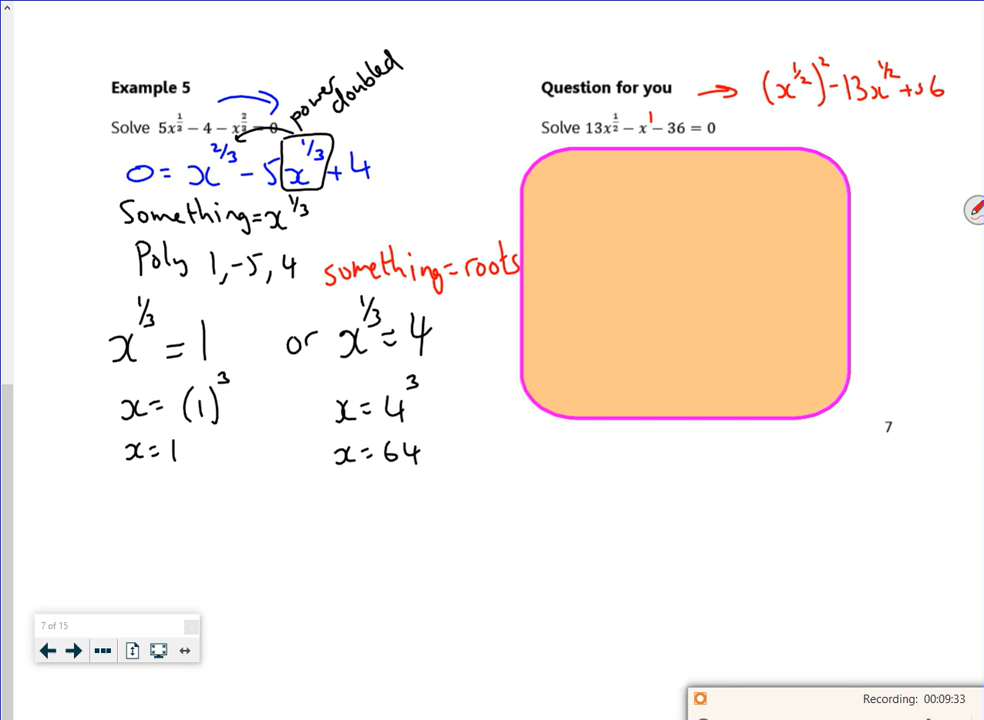 Example 5
power doubled
Solve 5x^{1/3} − 4 − x^{2/3} = 0
0 = x^{2/3} - 5x^{1/3} + 4
Something = x^{1/3}
Poly 1, -5, 4
something = roots
x^{1/3} = 1 or x^{1/3} = 4
x = (1)^3
x = 4^3
x = 1
x = 64
Question for you
→ (x^{1/2})^2 - 13x^{1/2} + 36
Solve 13x^{1/2} − x^1 − 36 = 0
7
7 of 15
Recording: 00:09:33